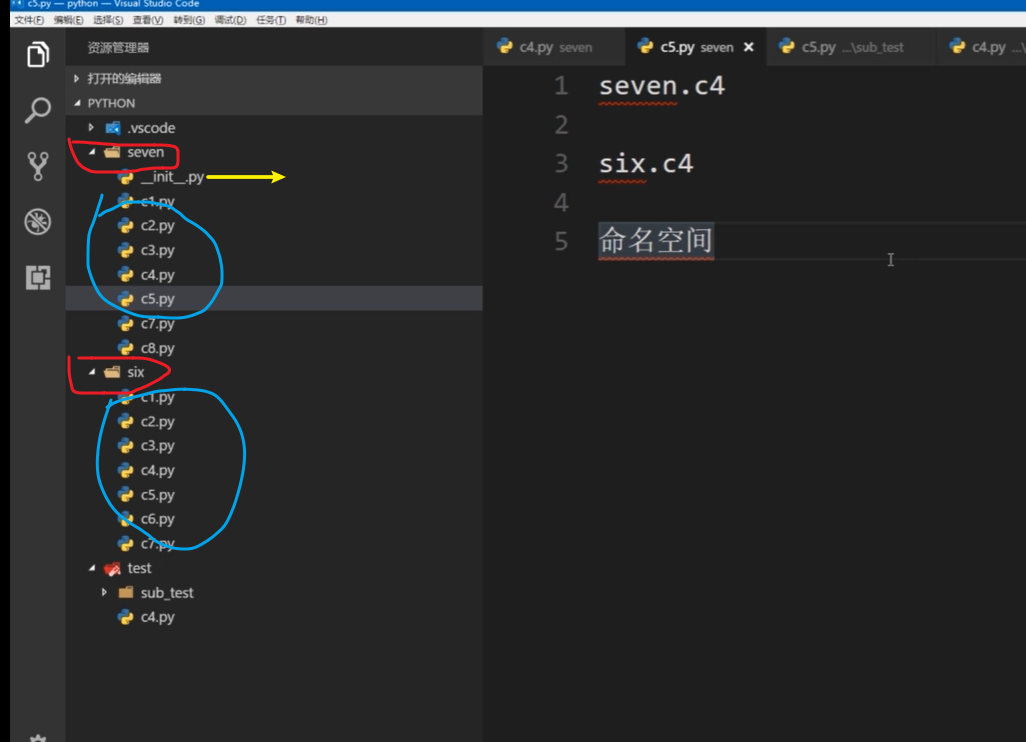 c5.py — python — Visual Studio Code
文件(F) 编辑(E) 选择(S) 查看(V) 转到(G) 调试(D) 任务(T) 帮助(H)
资源管理器
打开的编辑器
PYTHON
.vscode
seven
__init__.py
c1.py
c2.py
c3.py
c4.py
c5.py
c7.py
c8.py
six
c1.py
c2.py
c3.py
c4.py
c5.py
c6.py
c7.py
test
sub_test
c4.py
c4.py seven
c5.py seven
c5.py ...\sub_test
c4.py ...\
1 seven.c4
2
3 six.c4
4
5 命名空间